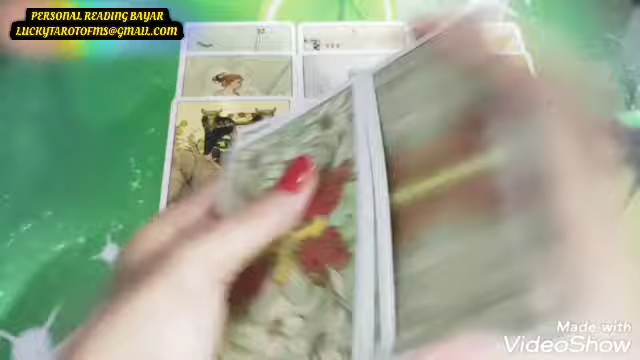 PERSONAL READING BAYAR
LUCKYTAROTOFMS@GMAIL.COM
Made with
VideoShow